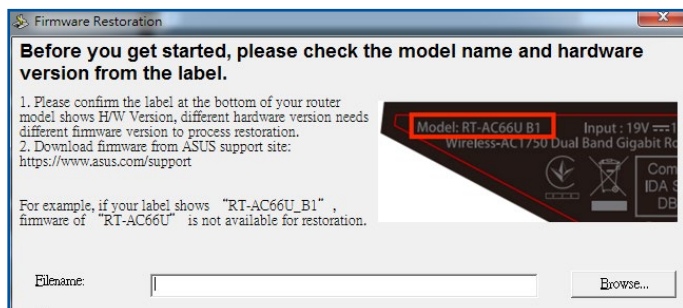 Firmware Restoration
Before you get started, please check the model name and hardware
version from the label.
1. Please confirm the label at the bottom of your router
model shows H/W Version, different hardware version needs
different firmware version to process restoration.
2. Download firmware from ASUS support site:
https://www.asus.com/support
For example, if your label shows “RT-AC66U_B1”,
firmware of “RT-AC66U” is not available for restoration.
Model: RT-AC66U B1 Input : 19V
Wireless-AC1750 Dual Band Gigabit
Com
IDA
DB
Filename:
Browse...